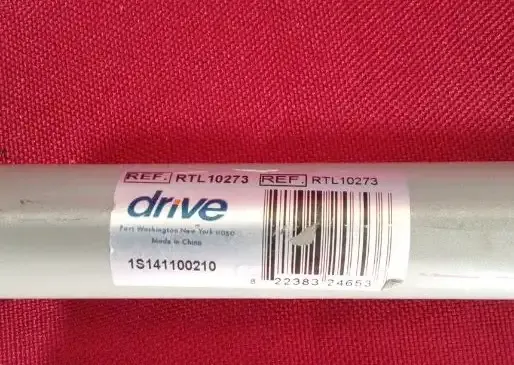 REF. RTL10273
drive
Port Washington New York 11050
Made in China
1S141100210
REF. RTL10273
8 22383 24653